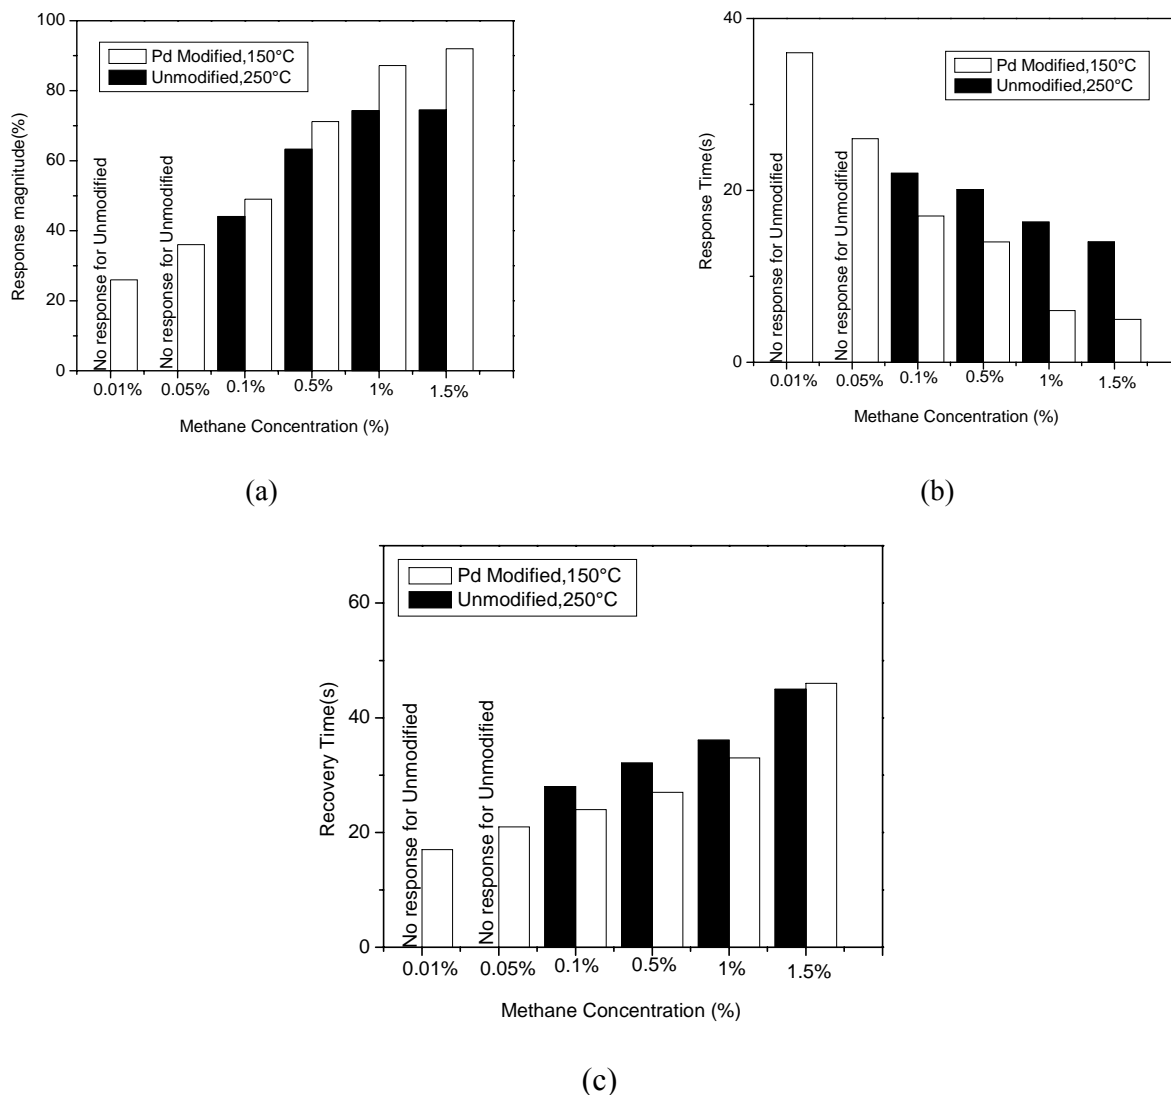 100
80
60
40
20
0
Response magnitude(%)
Pd Modified,150°C
Unmodified,250°C
No response for Unmodified
No response for Unmodified
0.01%
0.05%
0.1%
0.5%
1%
1.5%
Methane Concentration (%)
(a)
40
20
0
Response Time(s)
Pd Modified,150°C
Unmodified,250°C
No response for Unmodified
No response for Unmodified
0.01%
0.05%
0.1%
0.5%
1%
1.5%
Methane Concentration (%)
(b)
60
40
20
0
Recovery Time(s)
Pd Modified,150°C
Unmodified,250°C
No response for Unmodified
No response for Unmodified
0.01%
0.05%
0.1%
0.5%
1%
1.5%
Methane Concentration (%)
(c)